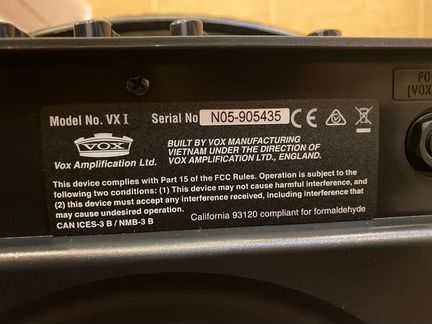 Model No. VX I Serial No N05-905435 CE
VOX
Vox Amplification Ltd.
BUILT BY VOX MANUFACTURING
VIETNAM UNDER THE DIRECTION OF
VOX AMPLIFICATION LTD., ENGLAND.
This device complies with Part 15 of the FCC Rules. Operation is subject to the
following two conditions: (1) This device may not cause harmful interference, and
(2) this device must accept any interference received, including interference that
may cause undesired operation.
CAN ICES-3 B / NMB-3 B
California 93120 compliant for formaldehyde
FO
(VOX